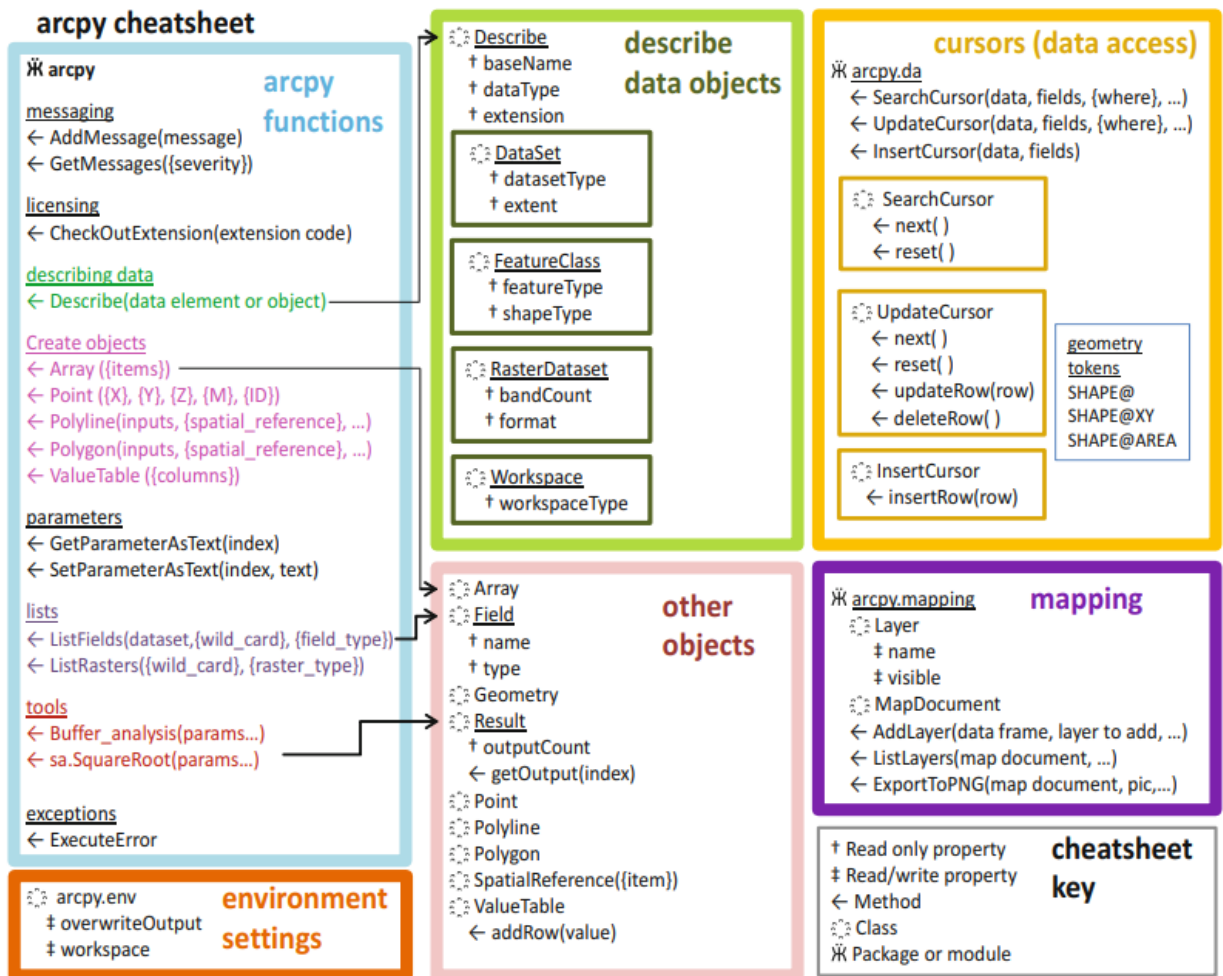 arcpy cheatsheet
Ӝ arcpy
arcpy
functions
messaging
← AddMessage(message)
← GetMessages({severity})
licensing
← CheckOutExtension(extension code)
describing data
← Describe(data element or object)
Create objects
← Array ({items})
← Point ({X}, {Y}, {Z}, {M}, {ID})
← Polyline(inputs, {spatial_reference}, ...)
← Polygon(inputs, {spatial_reference}, ...)
← ValueTable ({columns})
parameters
← GetParameterAsText(index)
← SetParameterAsText(index, text)
lists
← ListFields(dataset,{wild_card}, {field_type})
← ListRasters({wild_card}, {raster_type})
tools
← Buffer_analysis(params...)
← sa.SquareRoot(params...)
exceptions
← ExecuteError
arcpy.env
‡ overwriteOutput
‡ workspace
environment
settings
Describe
† baseName
† dataType
† extension
describe
data objects
DataSet
† datasetType
† extent
FeatureClass
† featureType
† shapeType
RasterDataset
† bandCount
† format
Workspace
† workspaceType
other
objects
Array
Field
† name
† type
Geometry
Result
† outputCount
← getOutput(index)
Point
Polyline
Polygon
SpatialReference({item})
ValueTable
← addRow(value)
cursors (data access)
Ӝ arcpy.da
← SearchCursor(data, fields, {where}, ...)
← UpdateCursor(data, fields, {where}, ...)
← InsertCursor(data, fields)
SearchCursor
← next( )
← reset( )
UpdateCursor
← next( )
← reset( )
← updateRow(row)
← deleteRow( )
InsertCursor
← insertRow(row)
geometry
tokens
SHAPE@
SHAPE@XY
SHAPE@AREA
mapping
Ӝ arcpy.mapping
Layer
‡ name
‡ visible
MapDocument
← AddLayer(data frame, layer to add, ...)
← ListLayers(map document, ...)
← ExportToPNG(map document, pic,...)
cheatsheet
key
† Read only property
‡ Read/write property
← Method
Class
Ӝ Package or module